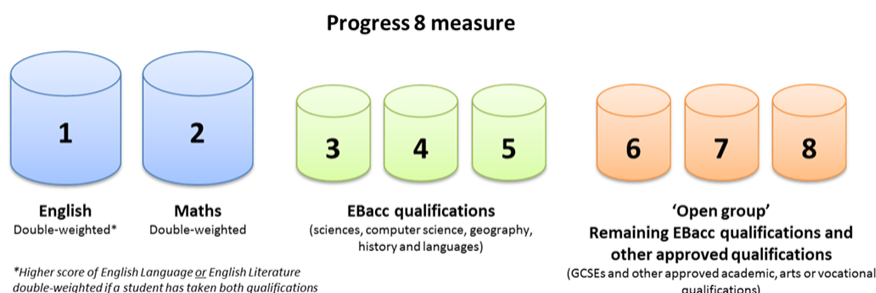 Progress 8 measure
1
2
3
4
5
6
7
8
English
Double-weighted*
Maths
Double-weighted
EBacc qualifications
(sciences, computer science, geography,
history and languages)
'Open group'
Remaining EBacc qualifications and
other approved qualifications
(GCSEs and other approved academic, arts or vocational
qualifications)
*Higher score of English Language or English Literature
double-weighted if a student has taken both qualifications